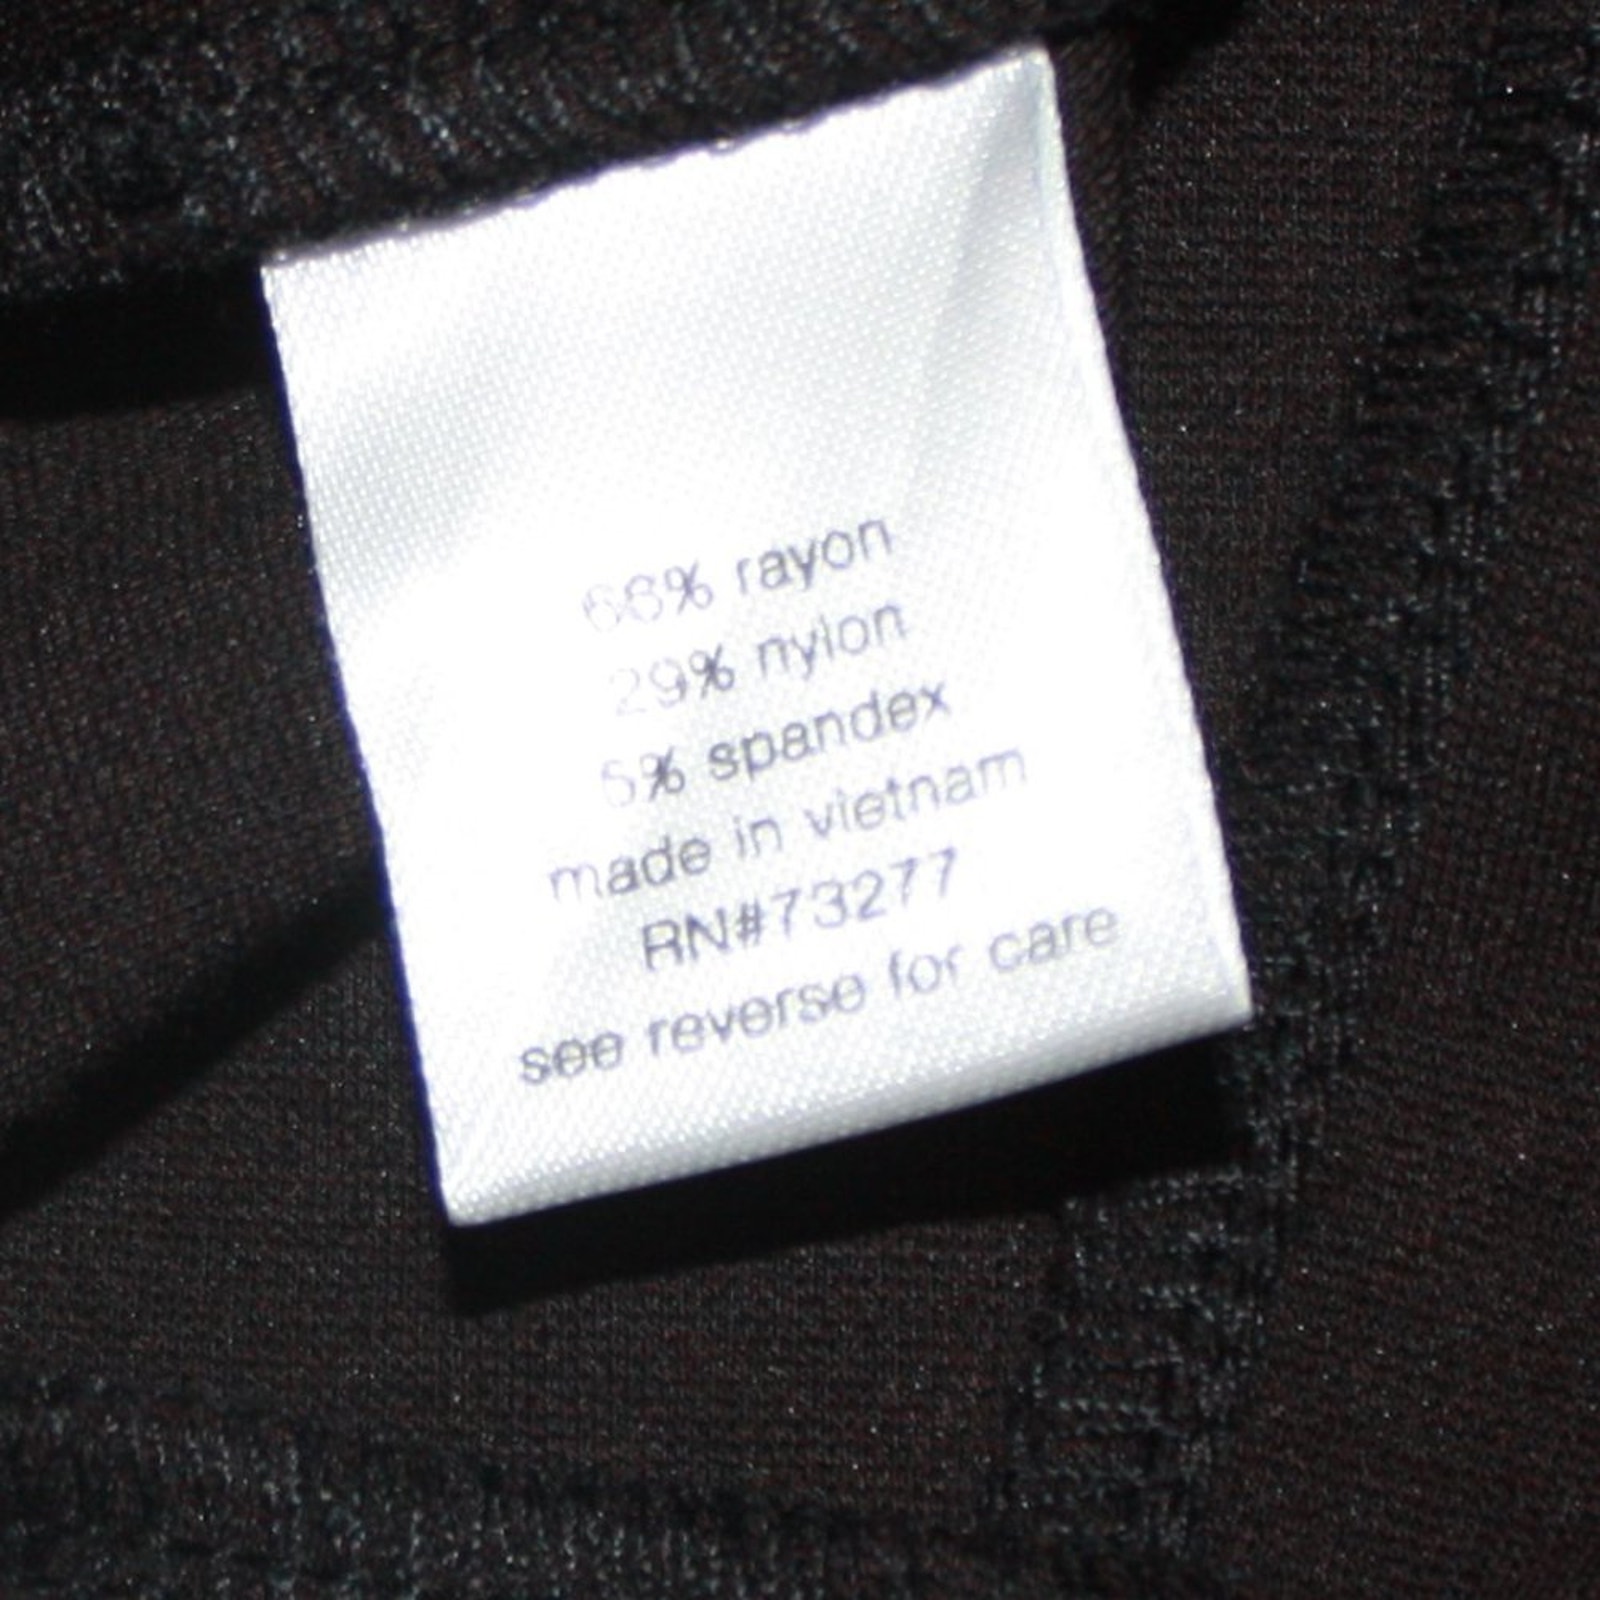 66% rayon
29% nylon
5% spandex
made in vietnam
RN#73277
see reverse for care